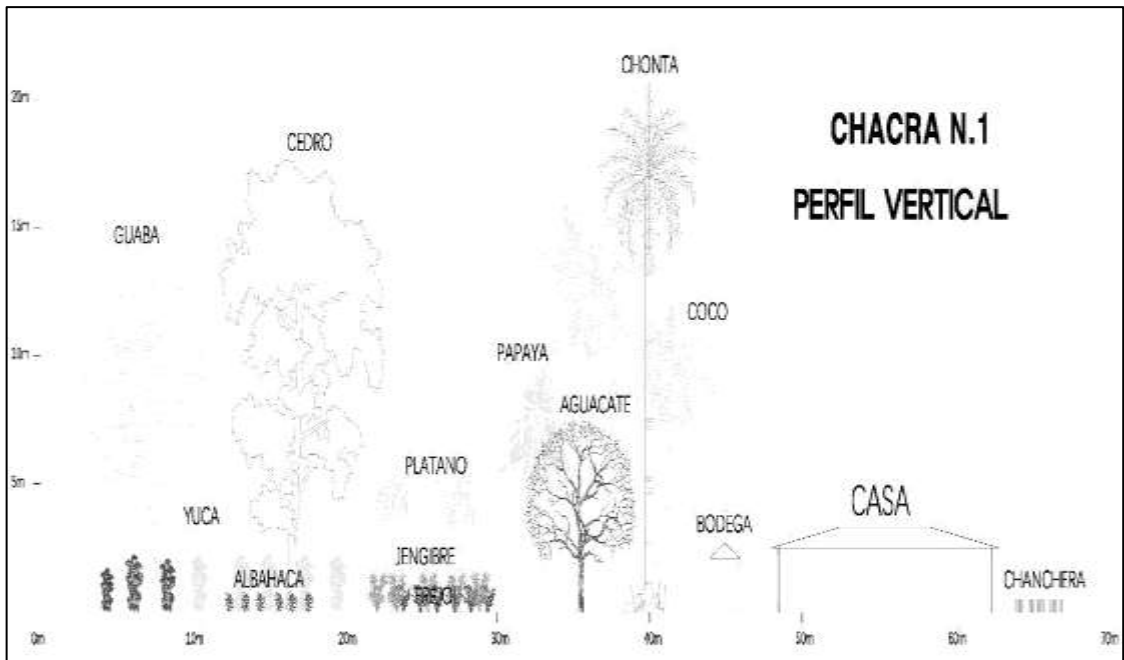 CHONTA
20m
CHACRA N.1
CEDRO
PERFIL VERTICAL
15m
GUABA
COCO
10m
PAPAYA
AGUACATE
PLATANO
5m
CASA
YUCA
BODEGA
JENGIBRE
ALBAHACA
CHANCHERA
TREJO
0m 10m 20m 30m 40m 50m 60m 70m